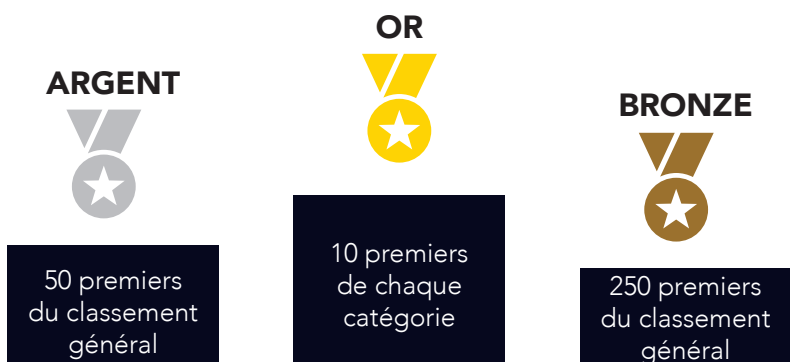 ARGENT
50 premiers
du classement
général
OR
10 premiers
de chaque
catégorie
BRONZE
250 premiers
du classement
général